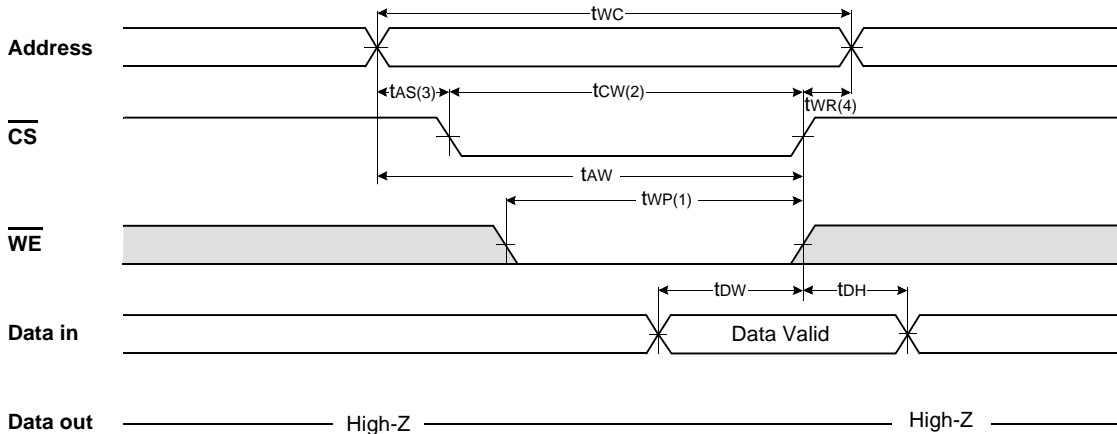 tWC
Address
tAS(3) tCW(2) tWR(4)
CS
tAW
tWP(1)
WE
tDW tDH
Data in Data Valid
Data out High-Z High-Z